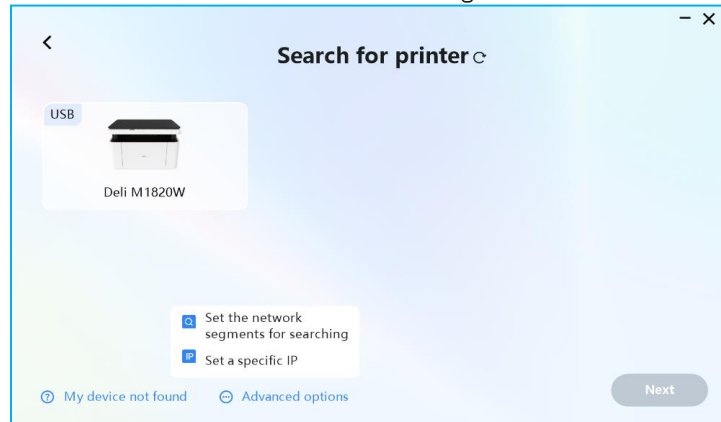 Search for printer
USB
Deli M1820W
Set the network
segments for searching
IP
Set a specific IP
? My device not found
Advanced options
Next